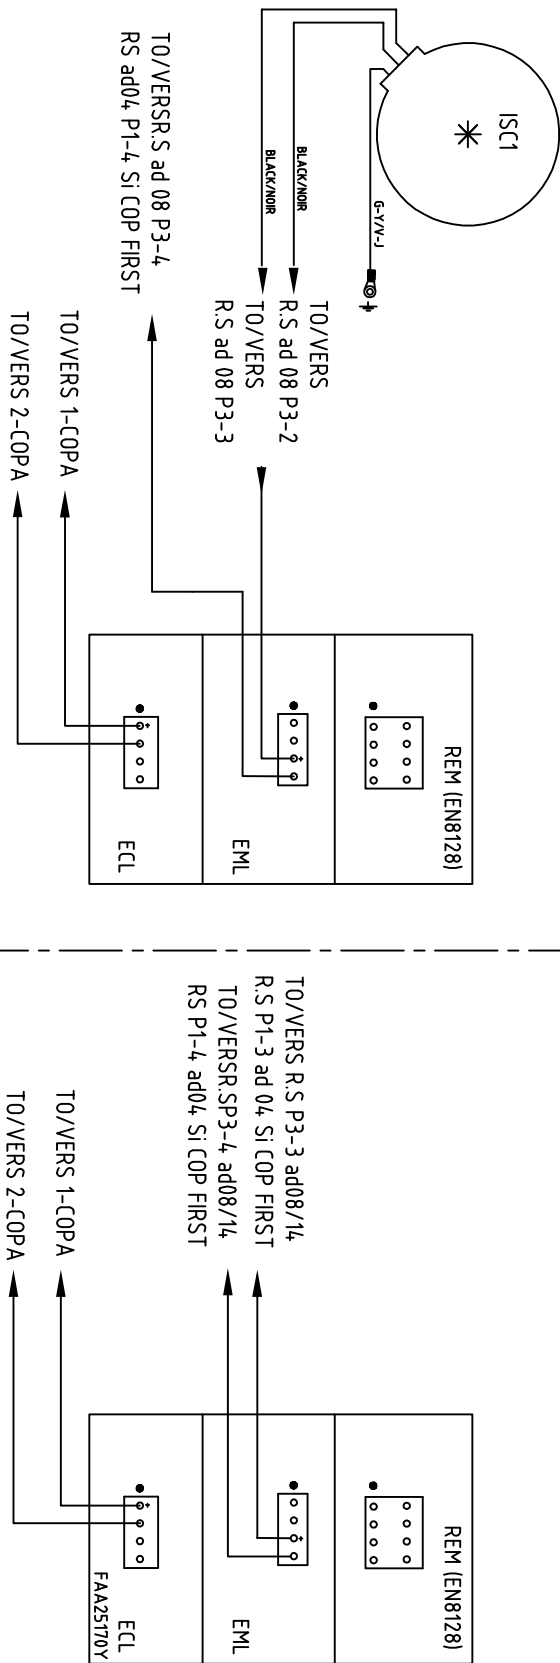 ISC1
G-Y/V-J
BLACK/NOIR
BLACK/NOIR
TO/VERS
R.S ad 08 P3-2
TO/VERS
R.S ad 08 P3-3
TO/VERSR.S ad 08 P3-4
RS ad04 P1-4 Si COP FIRST
TO/VERS 1-COPA
TO/VERS 2-COPA
REM (EN8128)
EML
ECL
TO/VERS R.S P3-3 ad08/14
R.S P1-3 ad 04 Si COP FIRST
TO/VERSR.SP3-4 ad08/14
RS P1-4 ad04 Si COP FIRST
TO/VERS 1-COPA
TO/VERS 2-COPA
REM (EN8128)
EML
ECL
FAA25170Y